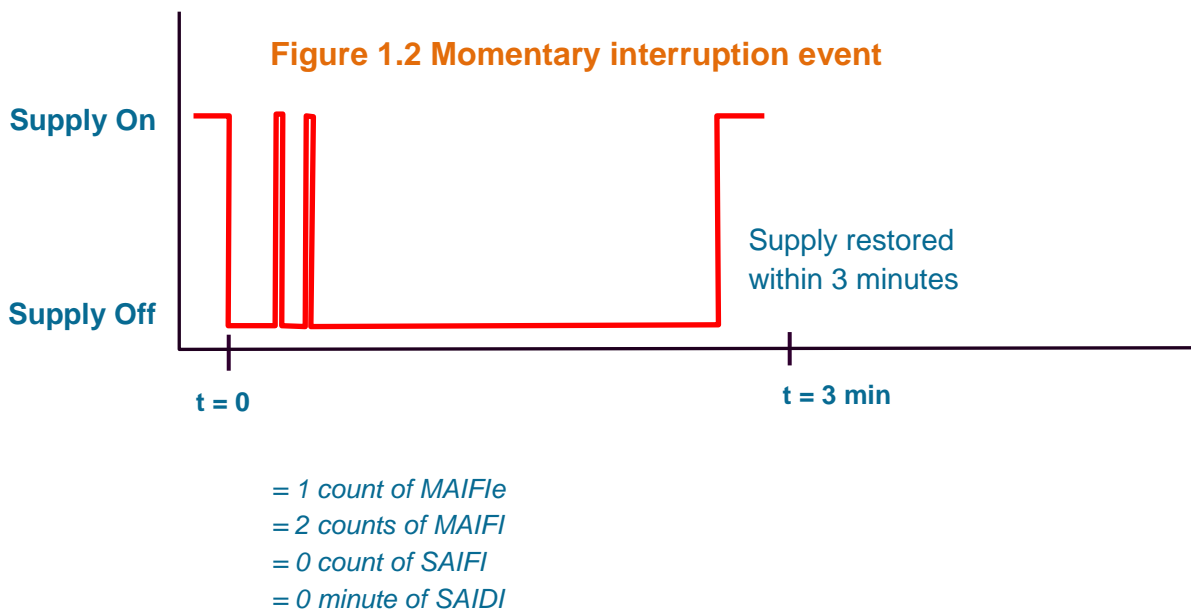 Figure 1.2 Momentary interruption event
Supply On
Supply restored
within 3 minutes
Supply Off
t = 0
t = 3 min
= 1 count of MAIFIe
= 2 counts of MAIFI
= 0 count of SAIFI
= 0 minute of SAIDI